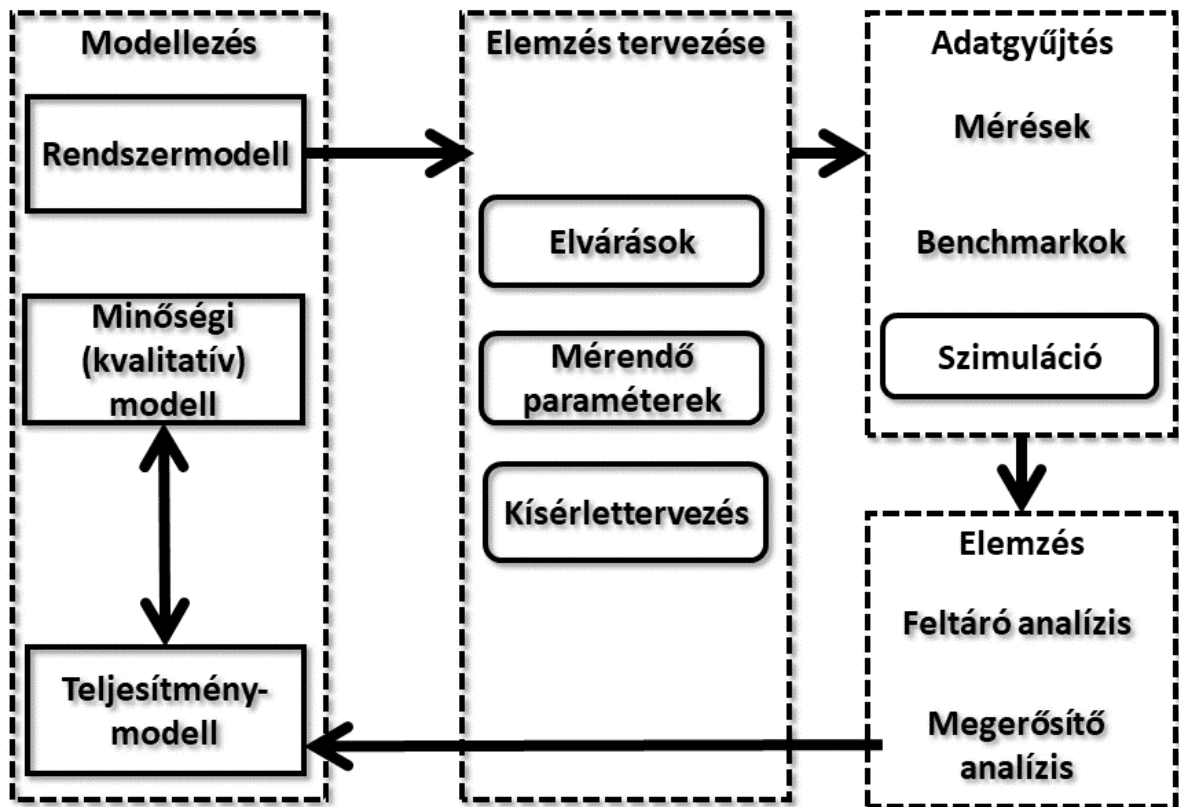 Modellezés
Rendszermodell
Minőségi
(kvalitatív)
modell
Teljesítmény-
modell
Elemzés tervezése
Elvárások
Mérendő
paraméterek
Kísérlettervezés
Adatgyűjtés
Mérések
Benchmarkok
Szimuláció
Elemzés
Feltáró analízis
Megerősítő
analízis